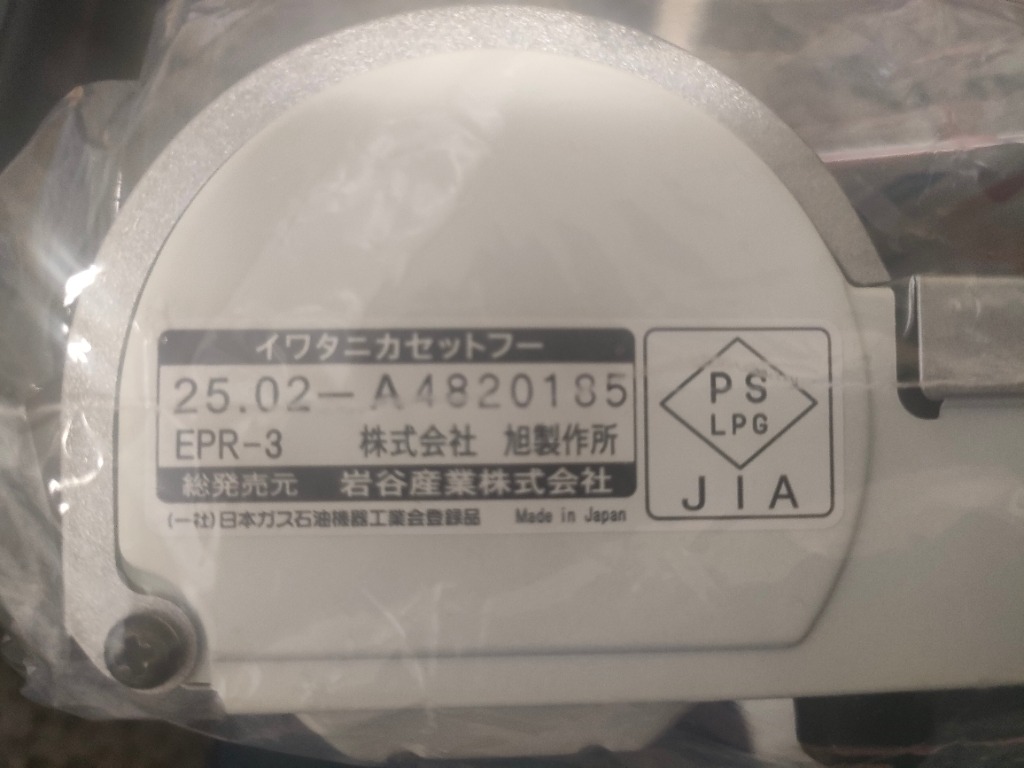 イワタニカセットフー
25.02-A4820185
EPR-3 株式会社 旭製作所
総発売元 岩谷産業株式会社
(一社)日本ガス石油機器工業会登録品 Made in Japan
PS
LPG
JIA